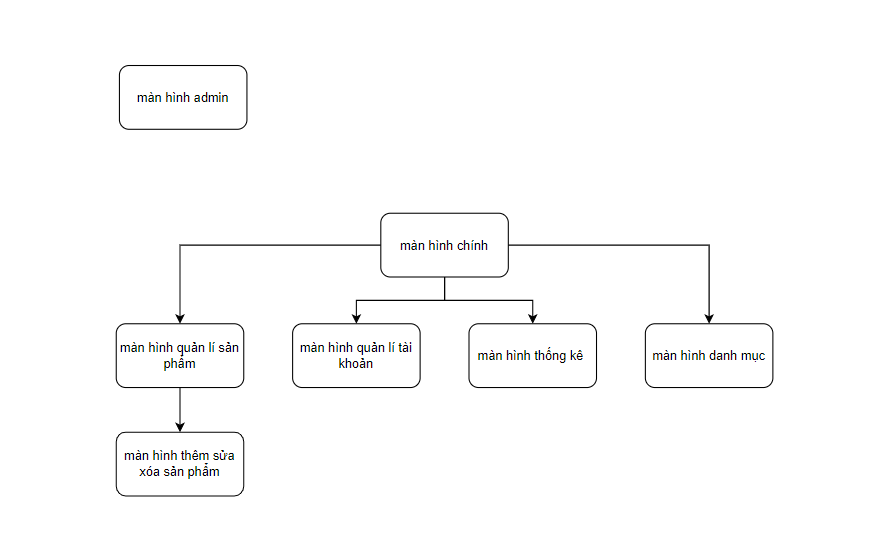 màn hình admin
màn hình chính
màn hình quản lí sản
phẩm
màn hình quản lí tài
khoản
màn hình thống kê
màn hình danh mục
màn hình thêm sửa
xóa sản phẩm